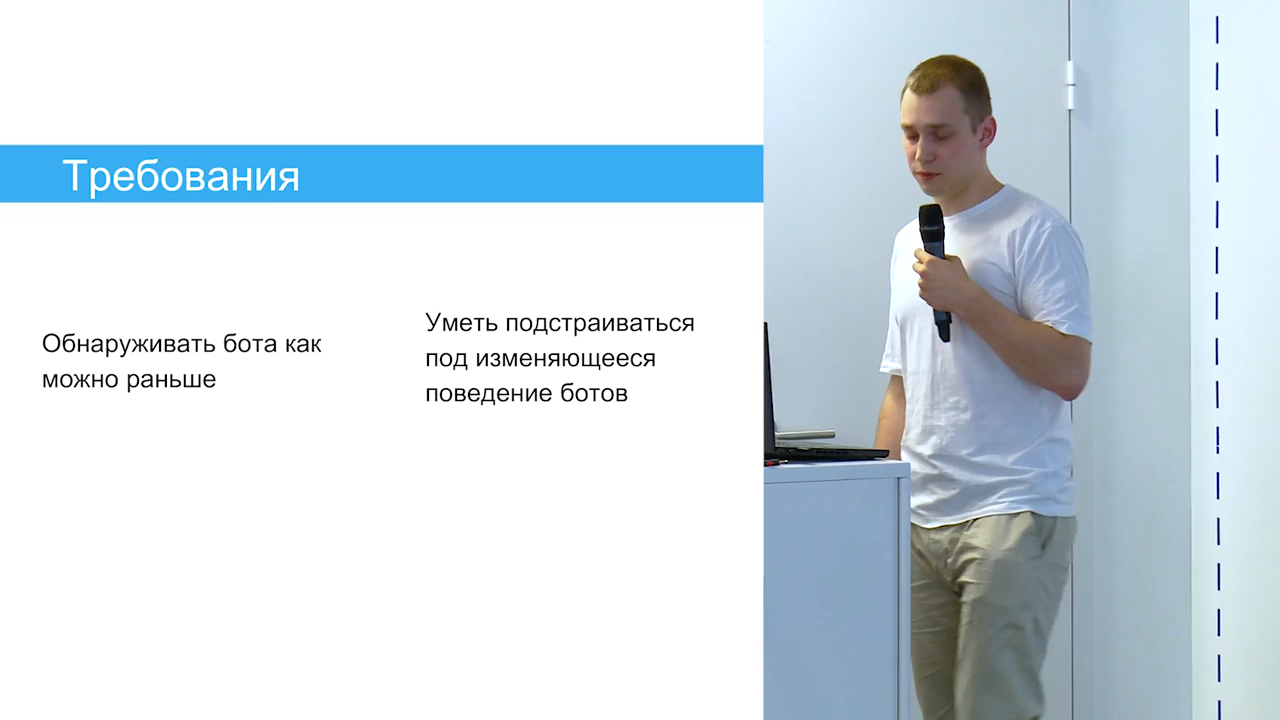 Требования
Обнаруживать бота как
можно раньше
Уметь подстраиваться
под изменяющееся
поведение ботов